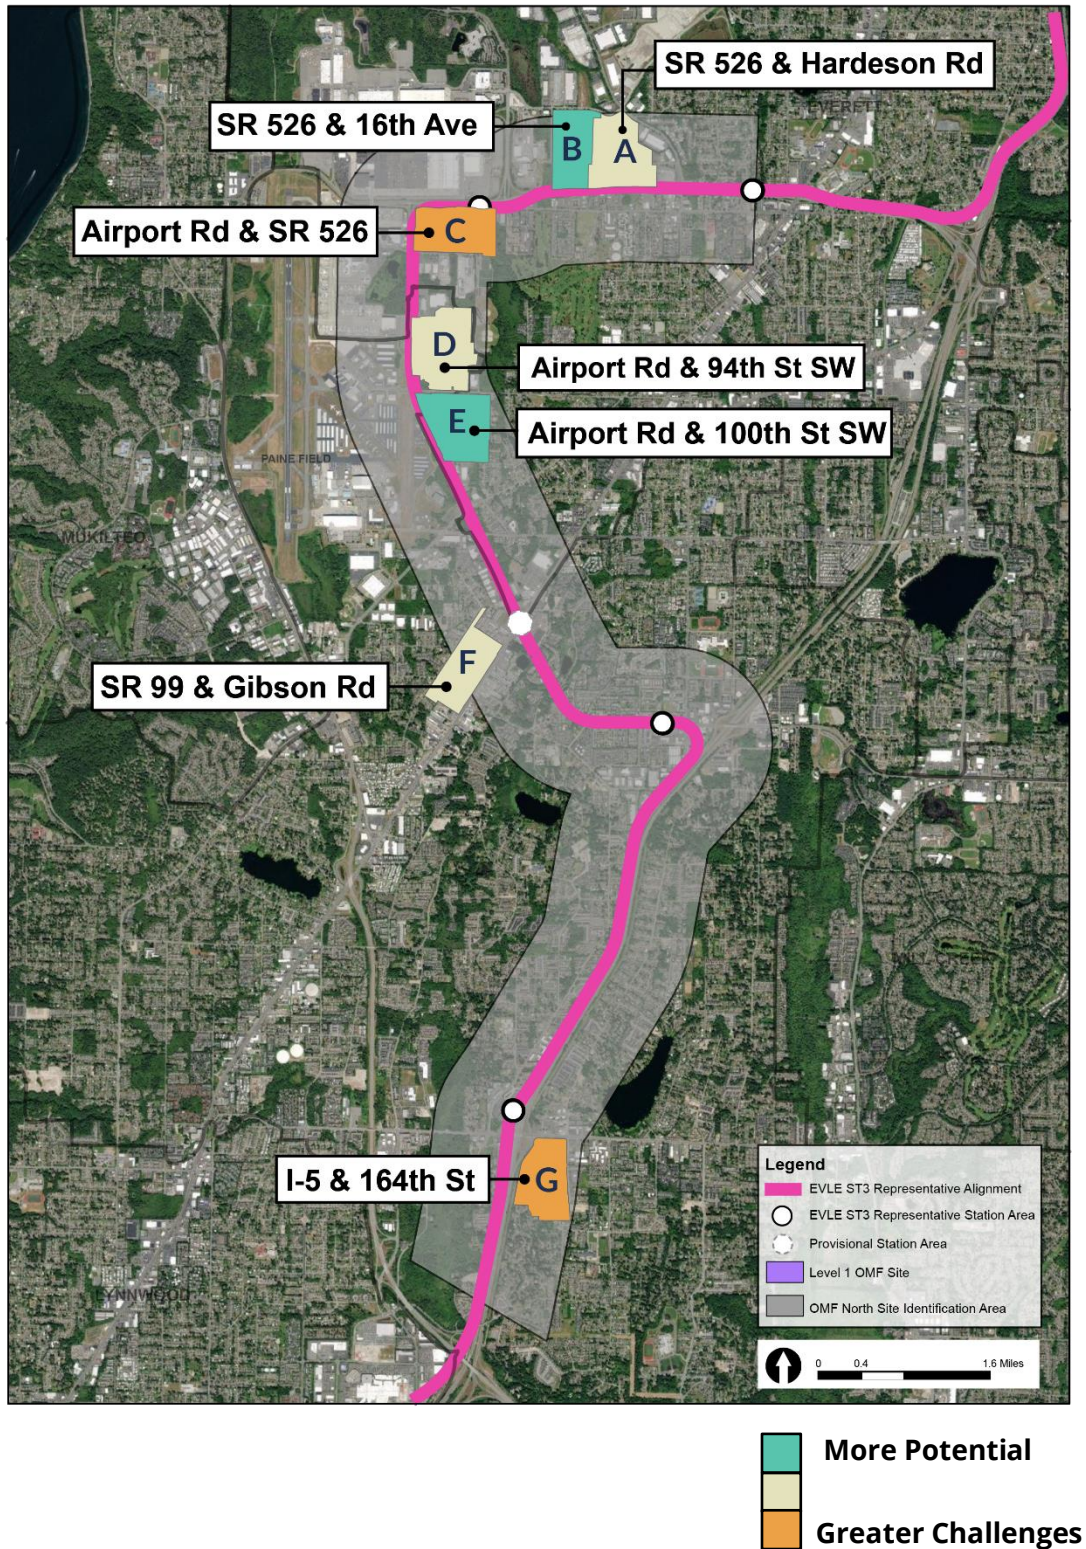 SR 526 & Hardeson Rd
EVERETT
SR 526 & 16th Ave
B
A
Airport Rd & SR 526
C
D
Airport Rd & 94th St SW
E
Airport Rd & 100th St SW
PAINE FIELD
MUKILTEO
F
SR 99 & Gibson Rd
I-5 & 164th St
G
LYNNWOOD
Legend
EVLE ST3 Representative Alignment
EVLE ST3 Representative Station Area
Provisional Station Area
Level 1 OMF Site
OMF North Site Identification Area
0 0.4 1.6 Miles
More Potential
Greater Challenges